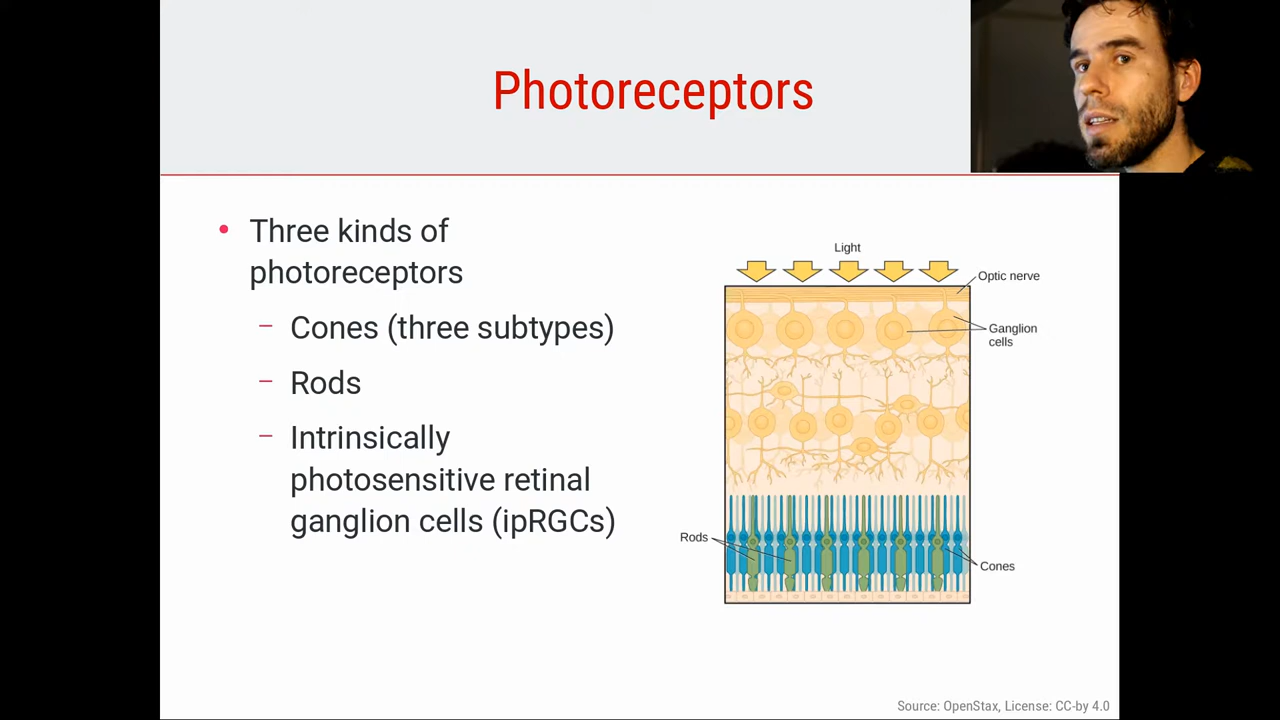 Photoreceptors
• Three kinds of
photoreceptors
– Cones (three subtypes)
– Rods
– Intrinsically
photosensitive retinal
ganglion cells (ipRGCs)
Light
Optic nerve
Ganglion
cells
Rods
Cones
Source: OpenStax, License: CC-by 4.0